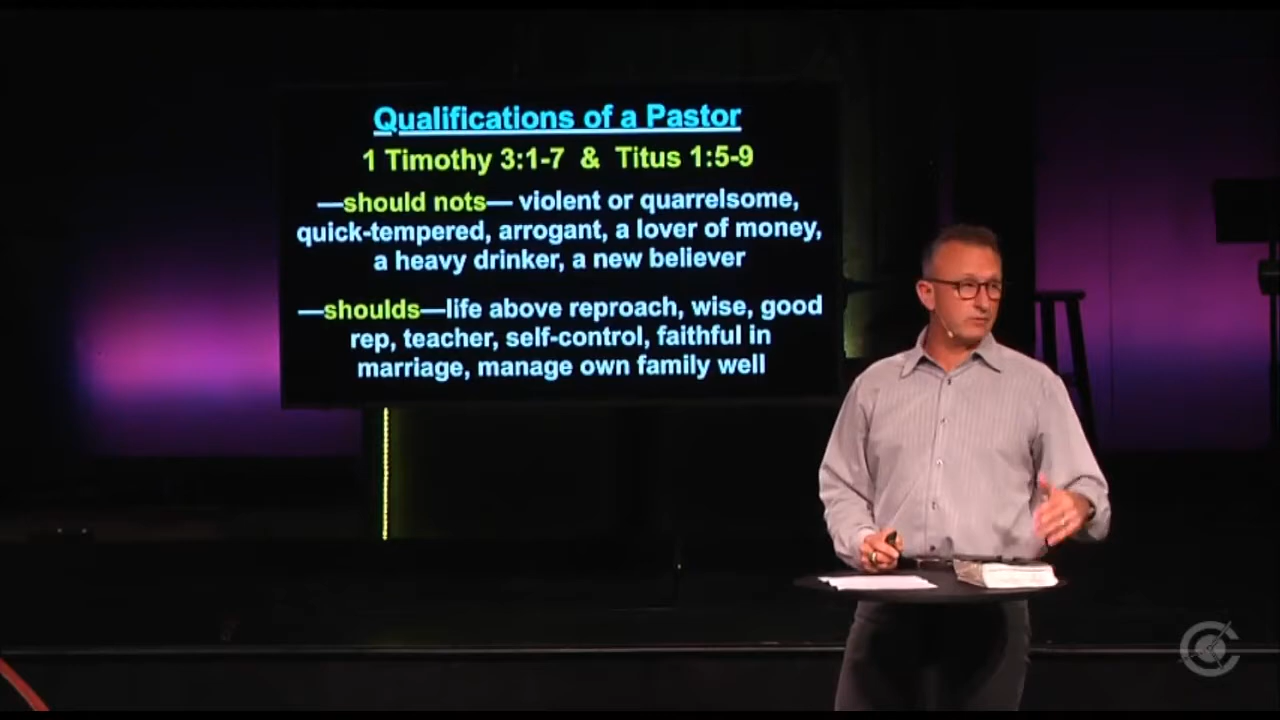 Qualifications of a Pastor
1 Timothy 3:1-7 & Titus 1:5-9
—should nots— violent or quarrelsome,
quick-tempered, arrogant, a lover of money,
a heavy drinker, a new believer
—shoulds—life above reproach, wise, good
rep, teacher, self-control, faithful in
marriage, manage own family well